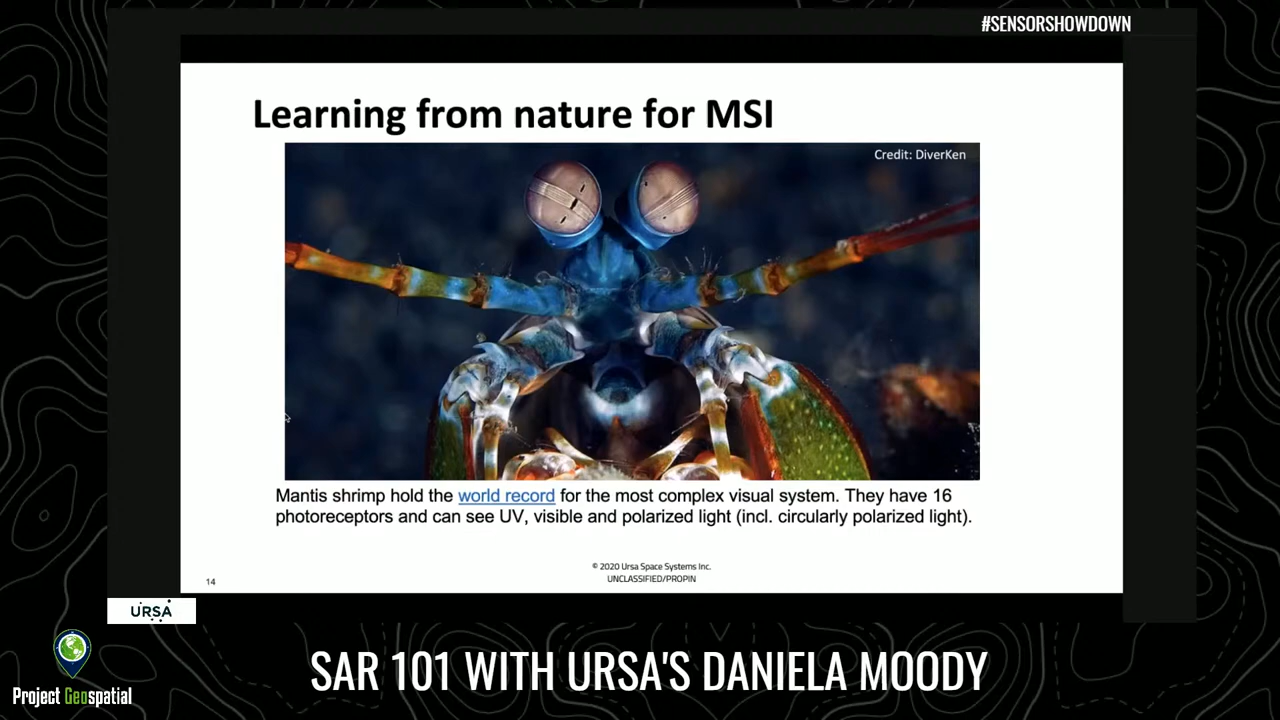 #SENSORSHOWDOWN
Learning from nature for MSI
Credit: DiverKen
Mantis shrimp hold the world record for the most complex visual system. They have 16
photoreceptors and can see UV, visible and polarized light (incl. circularly polarized light).
© 2020 Ursa Space Systems Inc.
UNCLASSIFIED/PROPIN
14
URSA
Project Geospatial
SAR 101 WITH URSA'S DANIELA MOODY